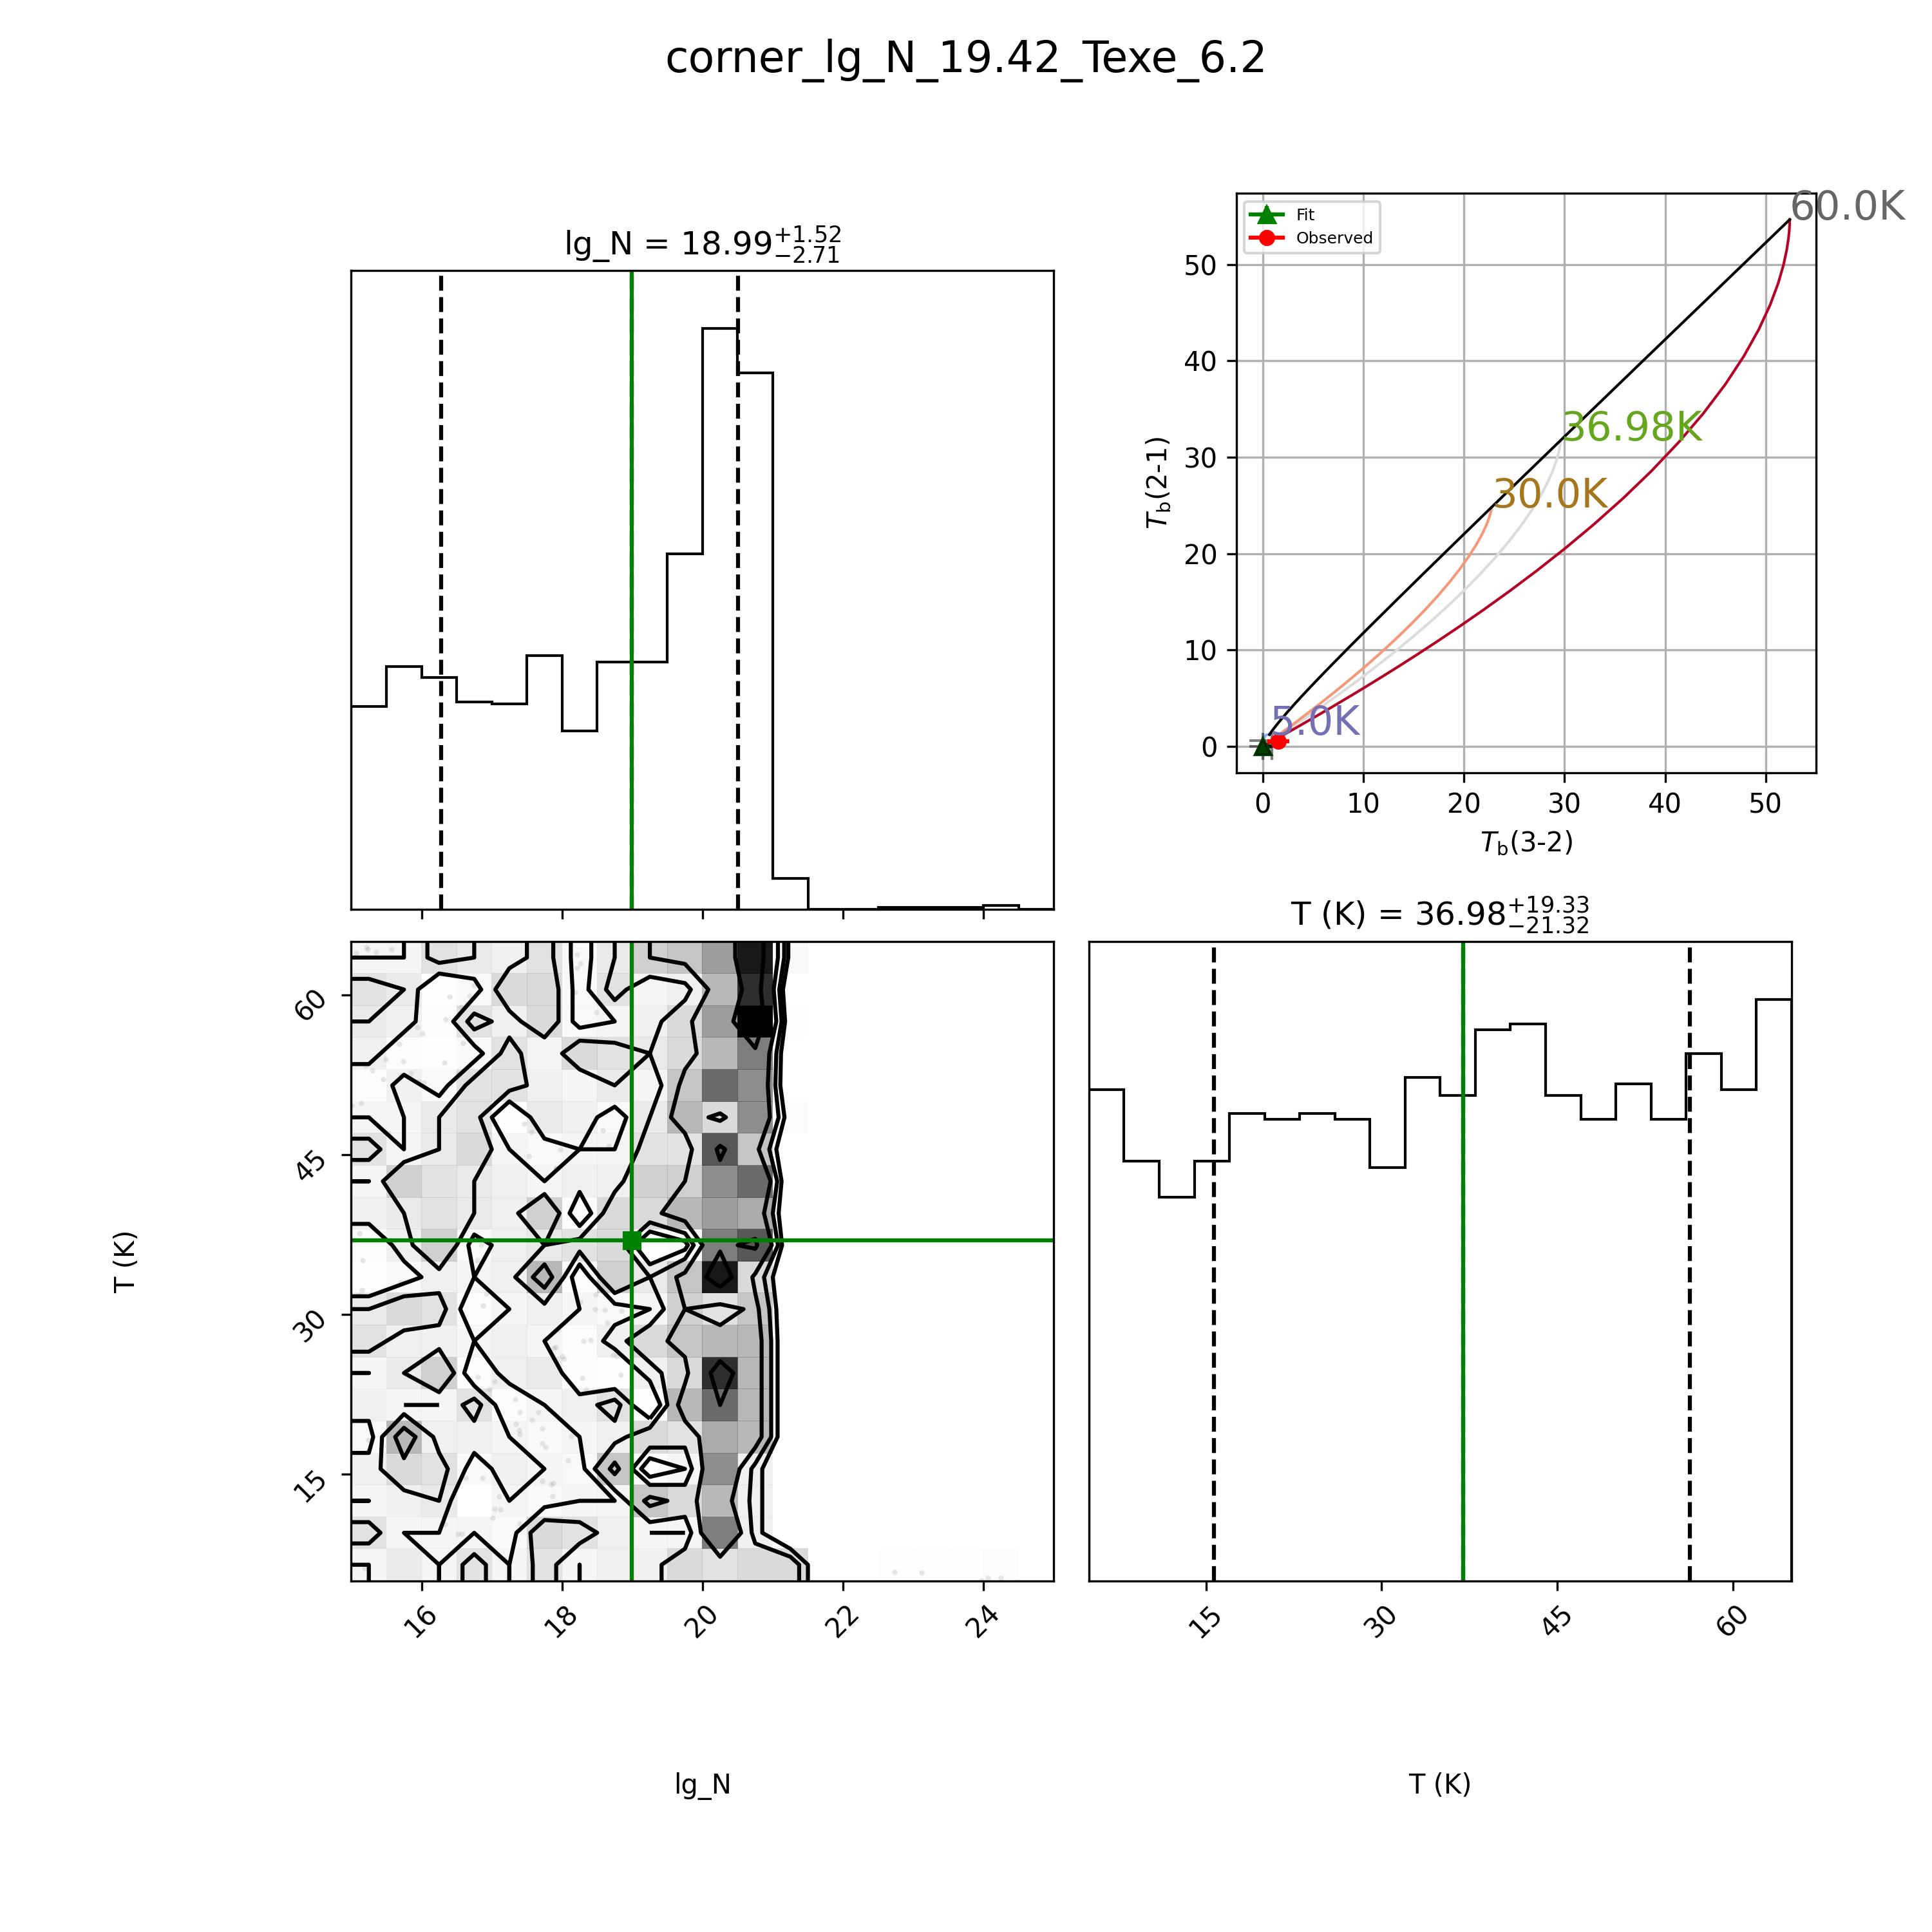 corner_lg_N_19.42_Texe_6.2
lg_N = 18.99+1.52−2.71
60.0K
Fit
Observed
36.98K
30.0K
5.0K
50
40
30
20
10
0
Tb(2-1)
0 10 20 30 40 50
Tb(3-2)
T (K) = 36.98+19.33−21.32
60
45
30
15
T (K)
16 18 20 22 24
lg_N
15 30 45 60
T (K)